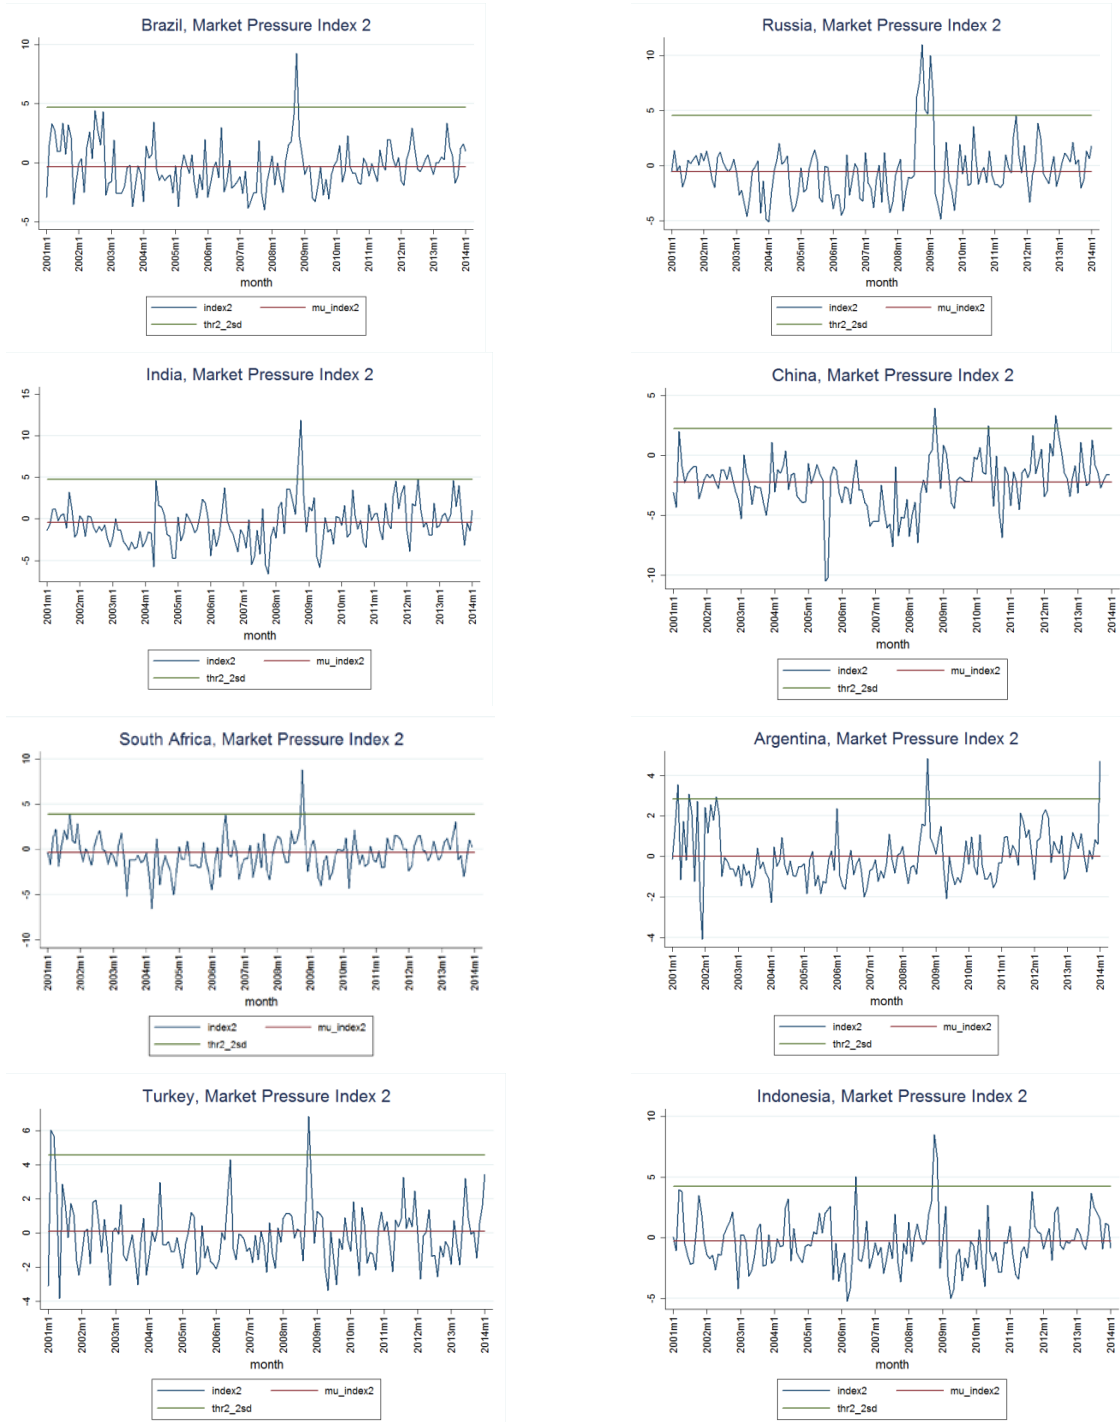 Brazil, Market Pressure Index 2
10
5
0
-5
2001m1 2002m1 2003m1 2004m1 2005m1 2006m1 2007m1 2008m1 2009m1 2010m1 2011m1 2012m1 2013m1 2014m1
month
index2 mu_index2
thr2_2sd
Russia, Market Pressure Index 2
10
5
0
-5
2001m1 2002m1 2003m1 2004m1 2005m1 2006m1 2007m1 2008m1 2009m1 2010m1 2011m1 2012m1 2013m1 2014m1
month
index2 mu_index2
thr2_2sd
India, Market Pressure Index 2
15
10
5
0
-5
2001m1 2002m1 2003m1 2004m1 2005m1 2006m1 2007m1 2008m1 2009m1 2010m1 2011m1 2012m1 2013m1 2014m1
month
index2 mu_index2
thr2_2sd
China, Market Pressure Index 2
5
0
-5
-10
2001m1 2002m1 2003m1 2004m1 2005m1 2006m1 2007m1 2008m1 2009m1 2010m1 2011m1 2012m1 2013m1 2014m1
month
index2 mu_index2
thr2_2sd
South Africa, Market Pressure Index 2
10
5
0
-5
-10
2001m1 2002m1 2003m1 2004m1 2005m1 2006m1 2007m1 2008m1 2009m1 2010m1 2011m1 2012m1 2013m1 2014m1
month
index2 mu_index2
thr2_2sd
Argentina, Market Pressure Index 2
4
2
0
-2
-4
2001m1 2002m1 2003m1 2004m1 2005m1 2006m1 2007m1 2008m1 2009m1 2010m1 2011m1 2012m1 2013m1 2014m1
month
index2 mu_index2
thr2_2sd
Turkey, Market Pressure Index 2
6
4
2
0
-2
-4
2001m1 2002m1 2003m1 2004m1 2005m1 2006m1 2007m1 2008m1 2009m1 2010m1 2011m1 2012m1 2013m1 2014m1
month
index2 mu_index2
thr2_2sd
Indonesia, Market Pressure Index 2
10
5
0
-5
2001m1 2002m1 2003m1 2004m1 2005m1 2006m1 2007m1 2008m1 2009m1 2010m1 2011m1 2012m1 2013m1 2014m1
month
index2 mu_index2
thr2_2sd